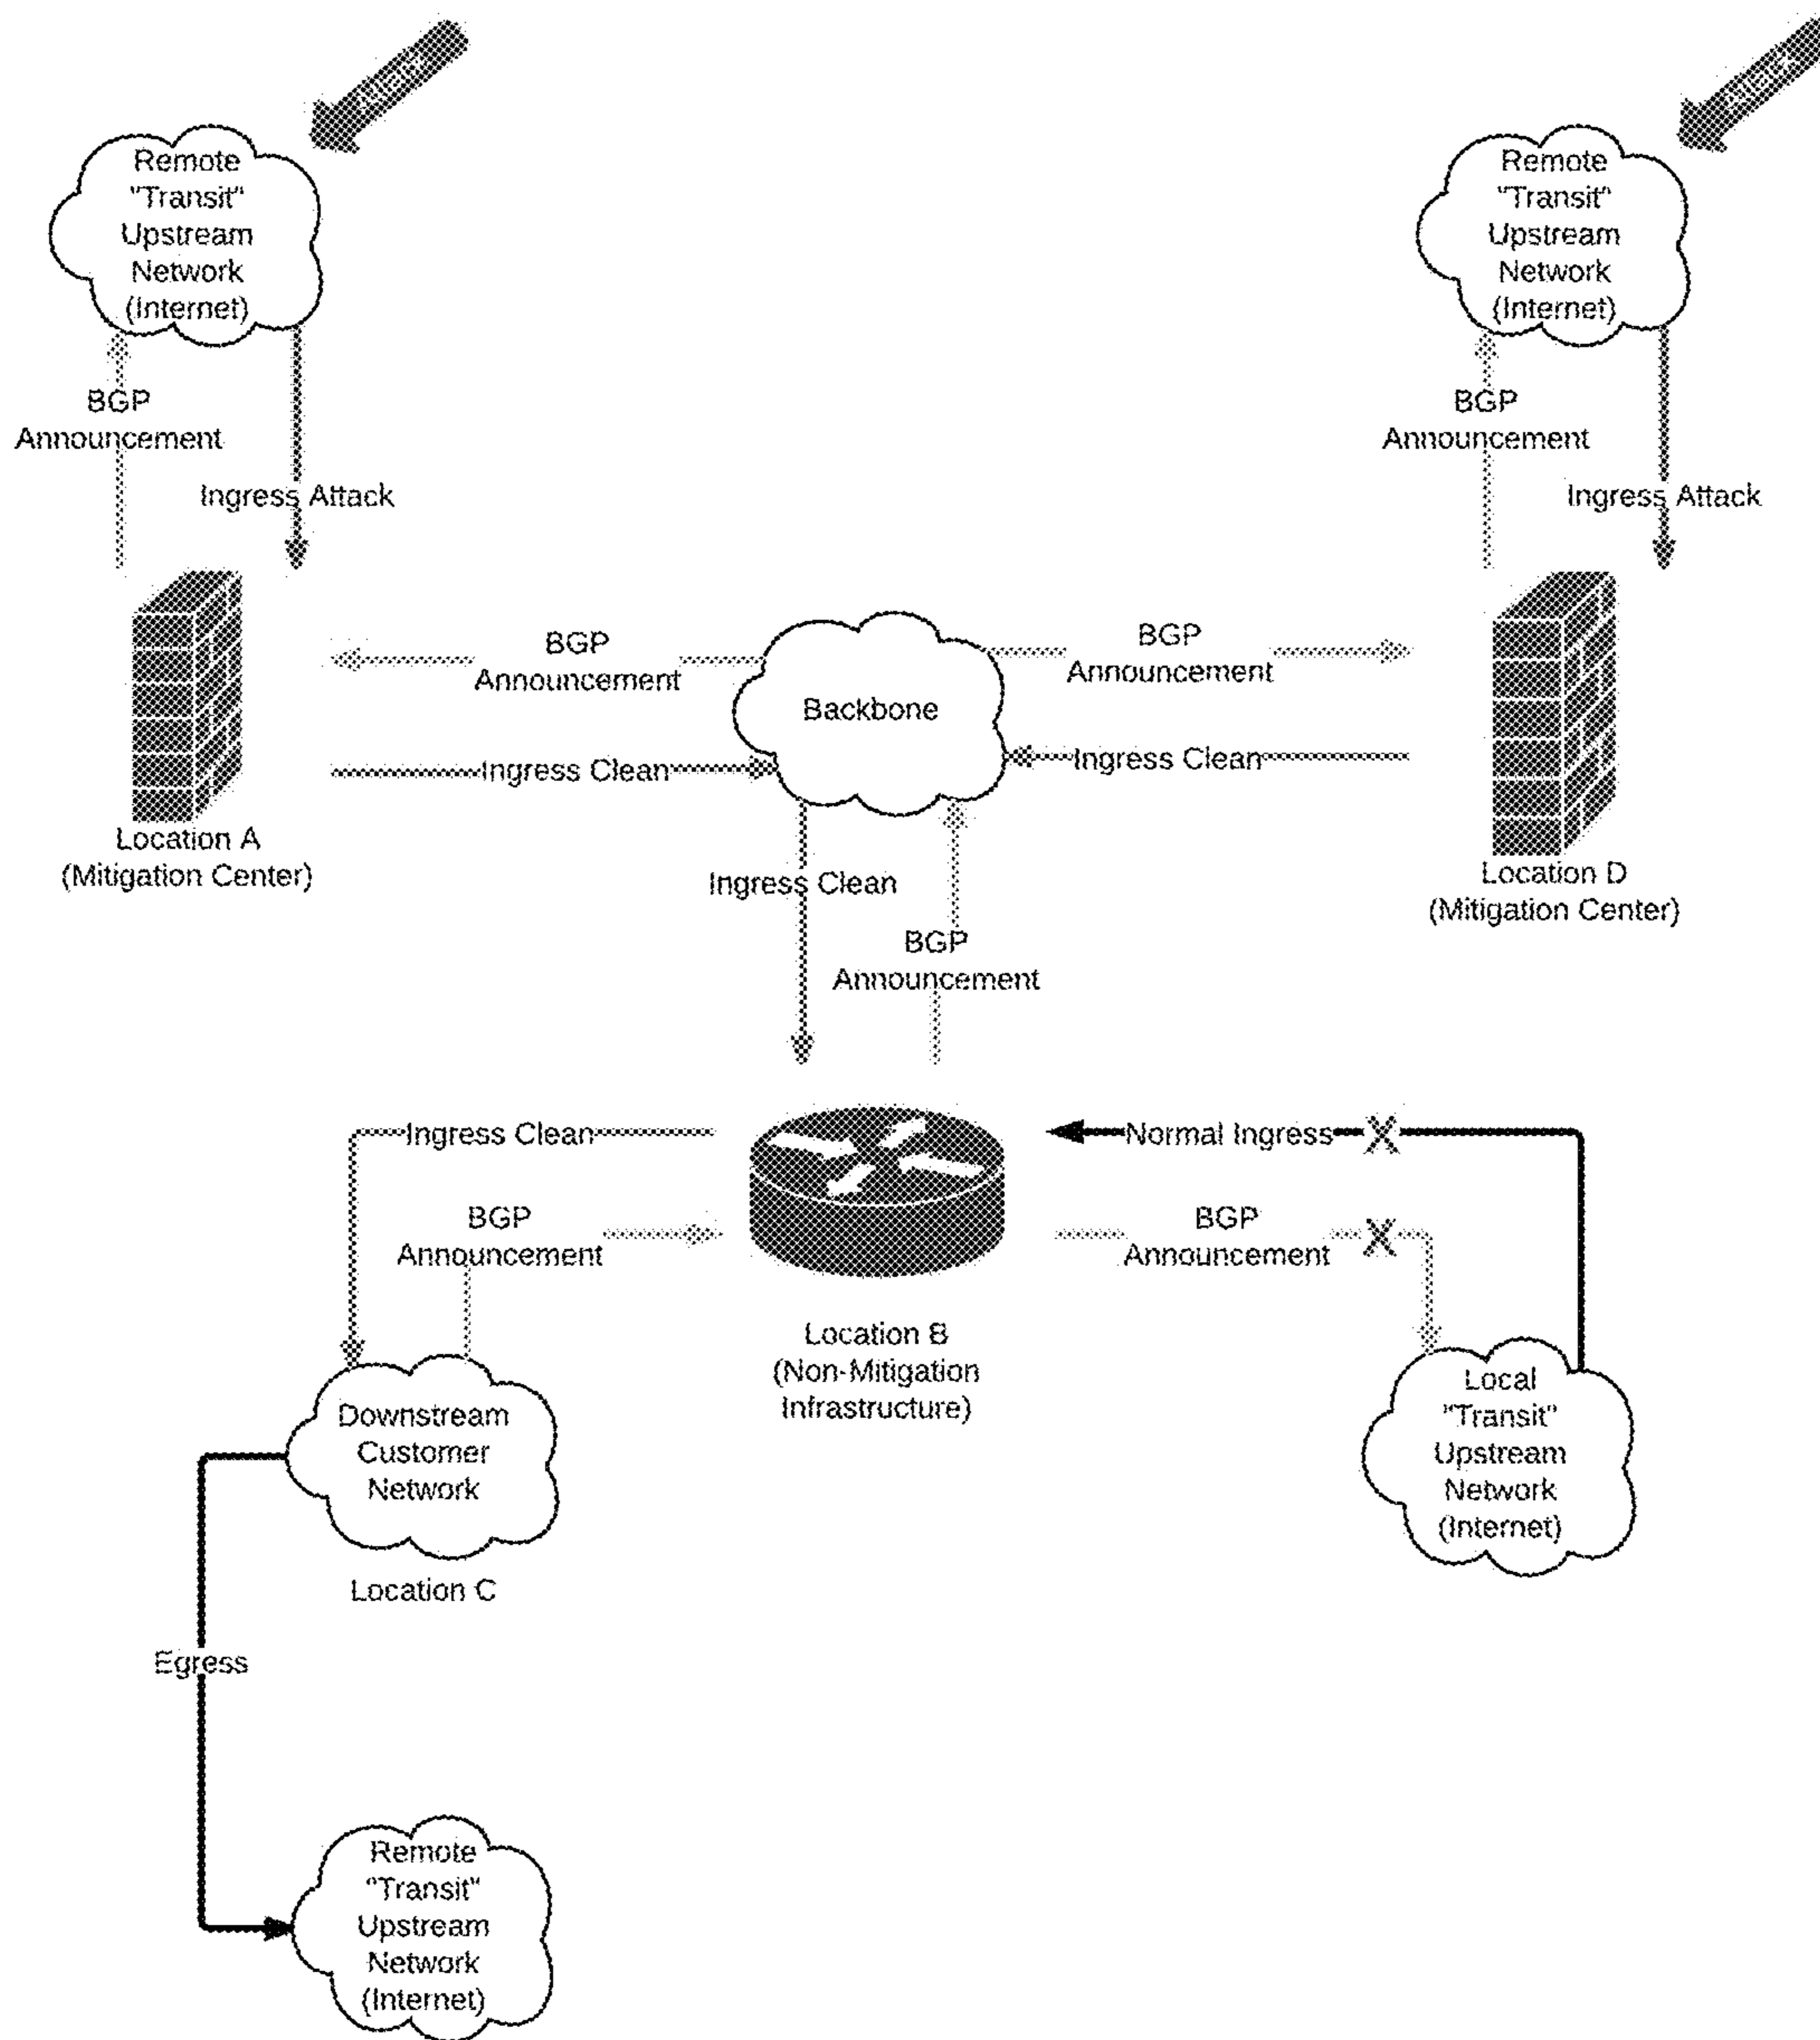 Remote
"Transit"
Upstream
Network
(Internet)
Remote
"Transit"
Upstream
Network
(Internet)
BGP
Announcement
Ingress Attack
BGP
Announcement
Ingress Attack
BGP
Announcement
Backbone
BGP
Announcement
Ingress Clean
Ingress Clean
Location A
(Mitigation Center)
Location D
(Mitigation Center)
Ingress Clean
BGP
Announcement
Ingress Clean
Normal Ingress
X
BGP
Announcement
BGP
Announcement
X
Location B
(Non-Mitigation
Infrastructure)
Downstream
Customer
Network
Location C
Local
"Transit"
Upstream
Network
(Internet)
Egress
Remote
"Transit"
Upstream
Network
(Internet)